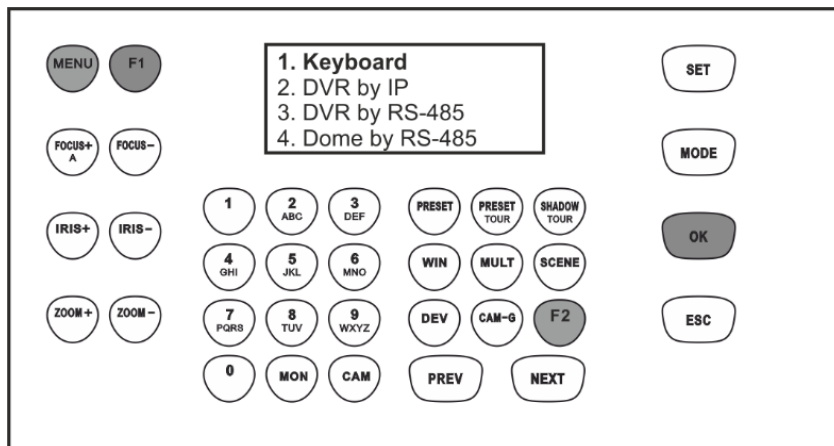 MENU
F1
1. Keyboard
2. DVR by IP
3. DVR by RS-485
4. Dome by RS-485
SET
FOCUS+
A
FOCUS-
MODE
IRIS+
IRIS-
1
2
ABC
3
DEF
PRESET
PRESET
TOUR
SHADOW
TOUR
OK
4
GHI
5
JKL
6
MNO
WIN
MULT
SCENE
ZOOM+
ZOOM-
7
PQRS
8
TUV
9
WXYZ
DEV
CAM-G
F2
ESC
0
MON
CAM
PREV
NEXT